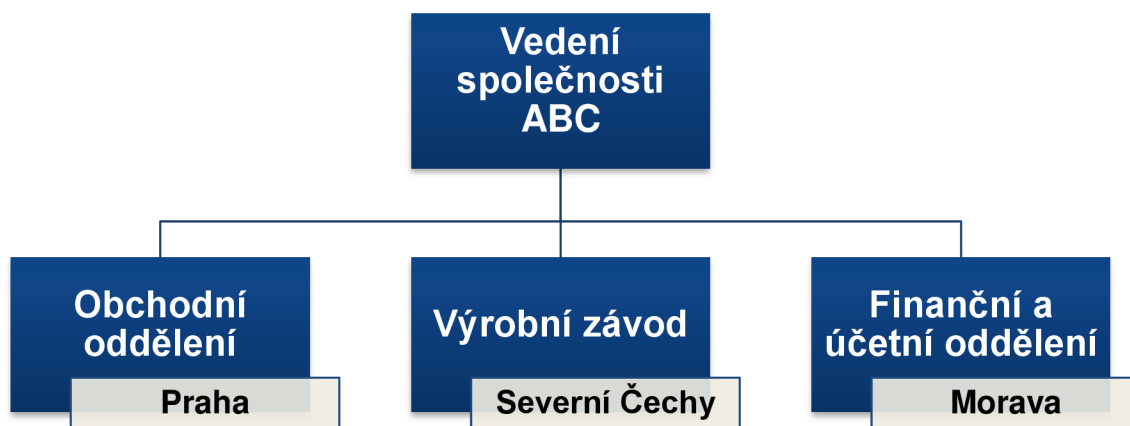 Vedení
společnosti
ABC
Obchodní
oddělení
Praha
Výrobní závod
Severní Čechy
Finanční a
účetní oddělení
Morava